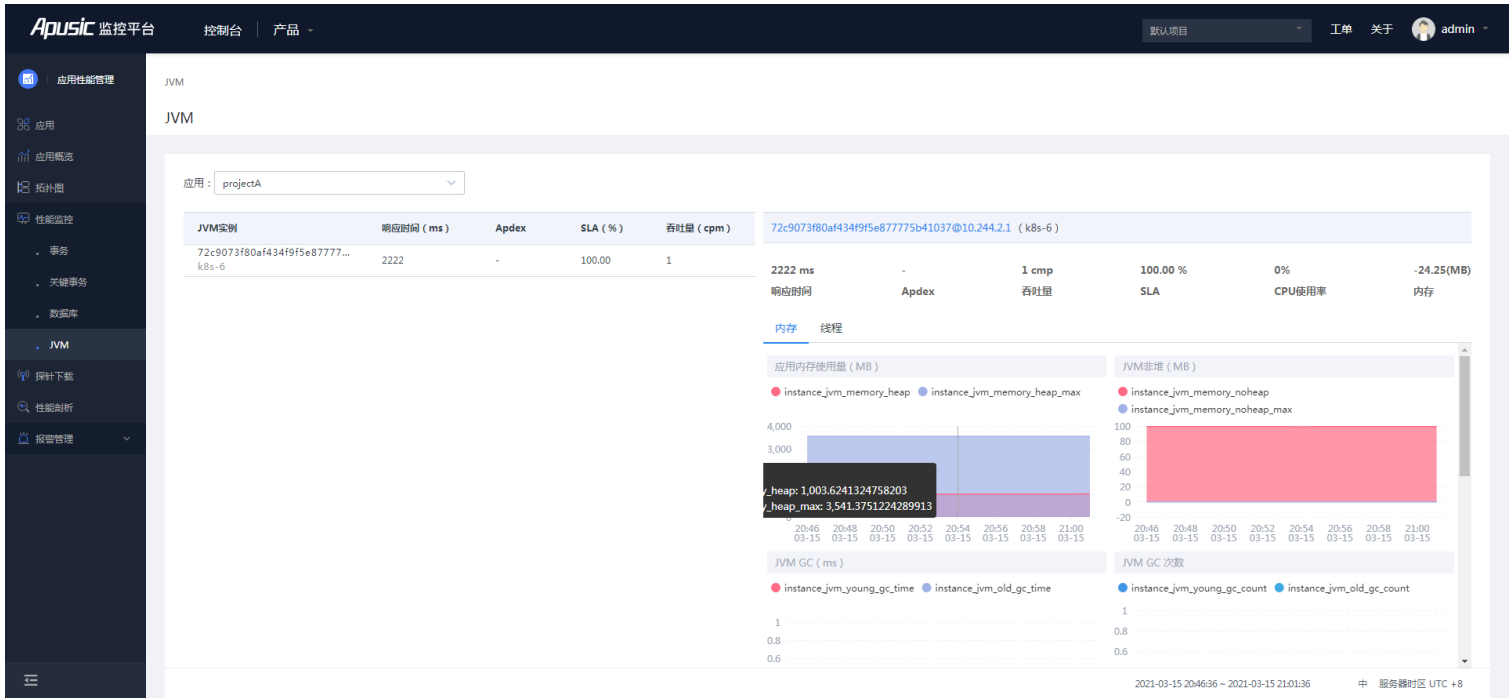 Apusic 监控平台
控制台
产品
默认项目
工单
关于
admin
应用性能管理
应用
应用概览
拓扑图
性能监控
事务
关键事务
数据库
JVM
探针下载
性能剖析
报警管理
JVM
JVM
应用：
projectA
JVM实例 响应时间（ms） Apdex SLA（%） 吞吐量（cpm）
72c9073f80af434f9f5e87777... 2222 - 100.00 1
k8s-6
72c9073f80af434f9f5e877775b41037@10.244.2.1（k8s-6）
2222 ms - 1 cmp 100.00 % 0% -24.25(MB)
响应时间 Apdex 吞吐量 SLA CPU使用率 内存
内存 线程
应用内存使用量（MB）
instance_jvm_memory_heap instance_jvm_memory_heap_max
4,000
3,000
y_heap: 1,003.6241324758203
y_heap_max: 3,541.3751224289913
0
20:46 20:48 20:50 20:52 20:54 20:56 20:58 21:00
03-15 03-15 03-15 03-15 03-15 03-15 03-15 03-15
JVM非堆（MB）
instance_jvm_memory_noheap
instance_jvm_memory_noheap_max
100
80
60
40
20
0
-20
20:46 20:48 20:50 20:52 20:54 20:56 20:58 21:00
03-15 03-15 03-15 03-15 03-15 03-15 03-15 03-15
JVM GC（ms）
instance_jvm_young_gc_time instance_jvm_old_gc_time
1
0.8
0.6
JVM GC 次数
instance_jvm_young_gc_count instance_jvm_old_gc_count
1
0.8
0.6
2021-03-15 20:46:36 ~ 2021-03-15 21:01:36 中 服务器时区 UTC +8